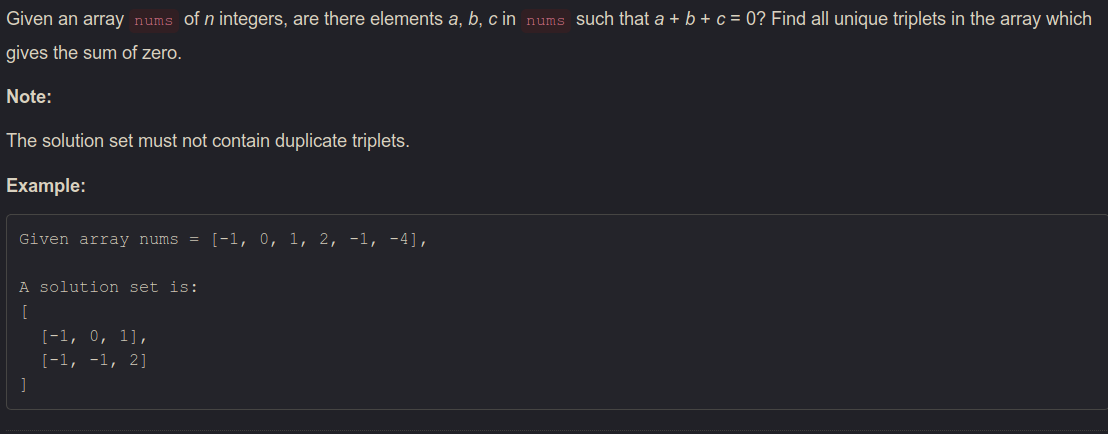 Given an array nums of n integers, are there elements a, b, c in nums such that a + b + c = 0? Find all unique triplets in the array which
gives the sum of zero.
Note:
The solution set must not contain duplicate triplets.
Example:
Given array nums = [-1, 0, 1, 2, -1, -4],
A solution set is:
[
[-1, 0, 1],
[-1, -1, 2]
]